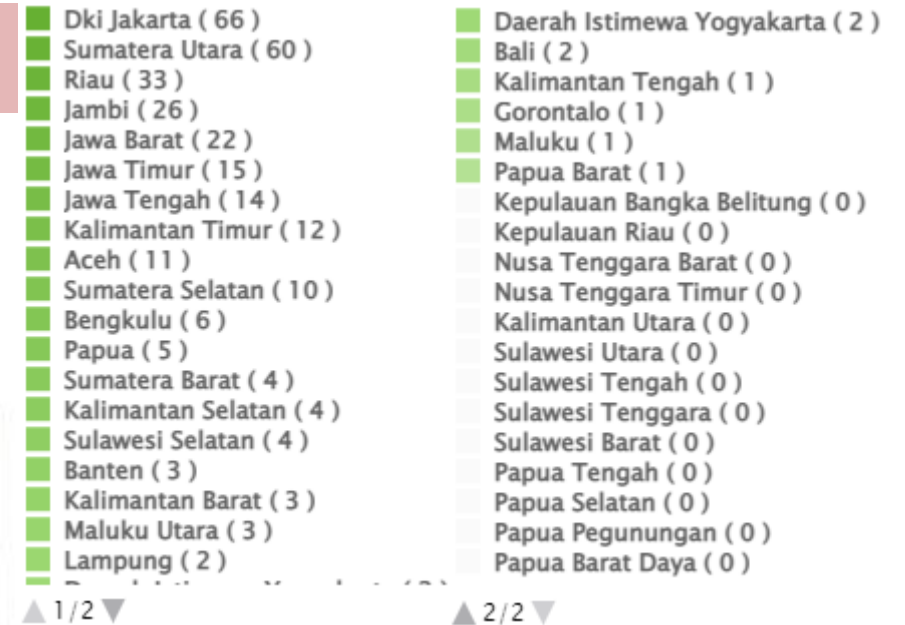 Dki Jakarta ( 66 )
Sumatera Utara ( 60 )
Riau ( 33 )
Jambi ( 26 )
Jawa Barat ( 22 )
Jawa Timur ( 15 )
Jawa Tengah ( 14 )
Kalimantan Timur ( 12 )
Aceh ( 11 )
Sumatera Selatan ( 10 )
Bengkulu ( 6 )
Papua ( 5 )
Sumatera Barat ( 4 )
Kalimantan Selatan ( 4 )
Sulawesi Selatan ( 4 )
Banten ( 3 )
Kalimantan Barat ( 3 )
Maluku Utara ( 3 )
Lampung ( 2 )
1/2
Daerah Istimewa Yogyakarta ( 2 )
Bali ( 2 )
Kalimantan Tengah ( 1 )
Gorontalo ( 1 )
Maluku ( 1 )
Papua Barat ( 1 )
Kepulauan Bangka Belitung ( 0 )
Kepulauan Riau ( 0 )
Nusa Tenggara Barat ( 0 )
Nusa Tenggara Timur ( 0 )
Kalimantan Utara ( 0 )
Sulawesi Utara ( 0 )
Sulawesi Tengah ( 0 )
Sulawesi Tenggara ( 0 )
Sulawesi Barat ( 0 )
Papua Tengah ( 0 )
Papua Selatan ( 0 )
Papua Pegunungan ( 0 )
Papua Barat Daya ( 0 )
2/2